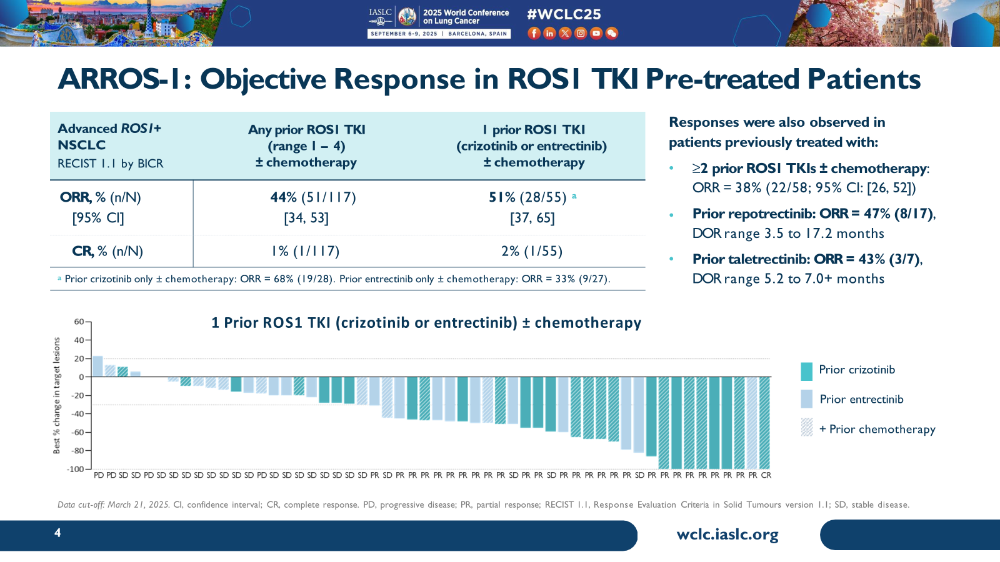 IASLC
2025 World Conference
on Lung Cancer
SEPTEMBER 6-9, 2025 | BARCELONA, SPAIN
#WCLC25
ARROS-1: Objective Response in ROS1 TKI Pre-treated Patients
Advanced ROS1+
NSCLC
RECIST 1.1 by BICR
Any prior ROS1 TKI
(range 1 – 4)
± chemotherapy
1 prior ROS1 TKI
(crizotinib or entrectinib)
± chemotherapy
ORR, % (n/N)
[95% CI]
44% (51/117)
[34, 53]
51% (28/55) a
[37, 65]
CR, % (n/N)
1% (1/117)
2% (1/55)
a Prior crizotinib only ± chemotherapy: ORR = 68% (19/28). Prior entrectinib only ± chemotherapy: ORR = 33% (9/27).
Responses were also observed in
patients previously treated with:
• ≥2 prior ROS1 TKIs ± chemotherapy:
ORR = 38% (22/58; 95% CI: [26, 52])
• Prior repotrectinib: ORR = 47% (8/17),
DOR range 3.5 to 17.2 months
• Prior taletrectinib: ORR = 43% (3/7),
DOR range 5.2 to 7.0+ months
1 Prior ROS1 TKI (crizotinib or entrectinib) ± chemotherapy
Best % change in target lesions
60
40
20
0
-20
-40
-60
-80
-100
PD PD SD SD PD SD SD SD SD SD SD SD SD PD SD SD SD SD SD SD SD SD PR SD PR PR PR PR PR PR PR PR PR SD PR PR SD PR PR PR PR PR PR SD PR PR PR PR PR PR PR PR PR CR
Prior crizotinib
Prior entrectinib
+ Prior chemotherapy
Data cut-off: March 21, 2025. CI, confidence interval; CR, complete response. PD, progressive disease; PR, partial response; RECIST 1.1, Response Evaluation Criteria in Solid Tumours version 1.1; SD, stable disease.
4
wclc.iaslc.org